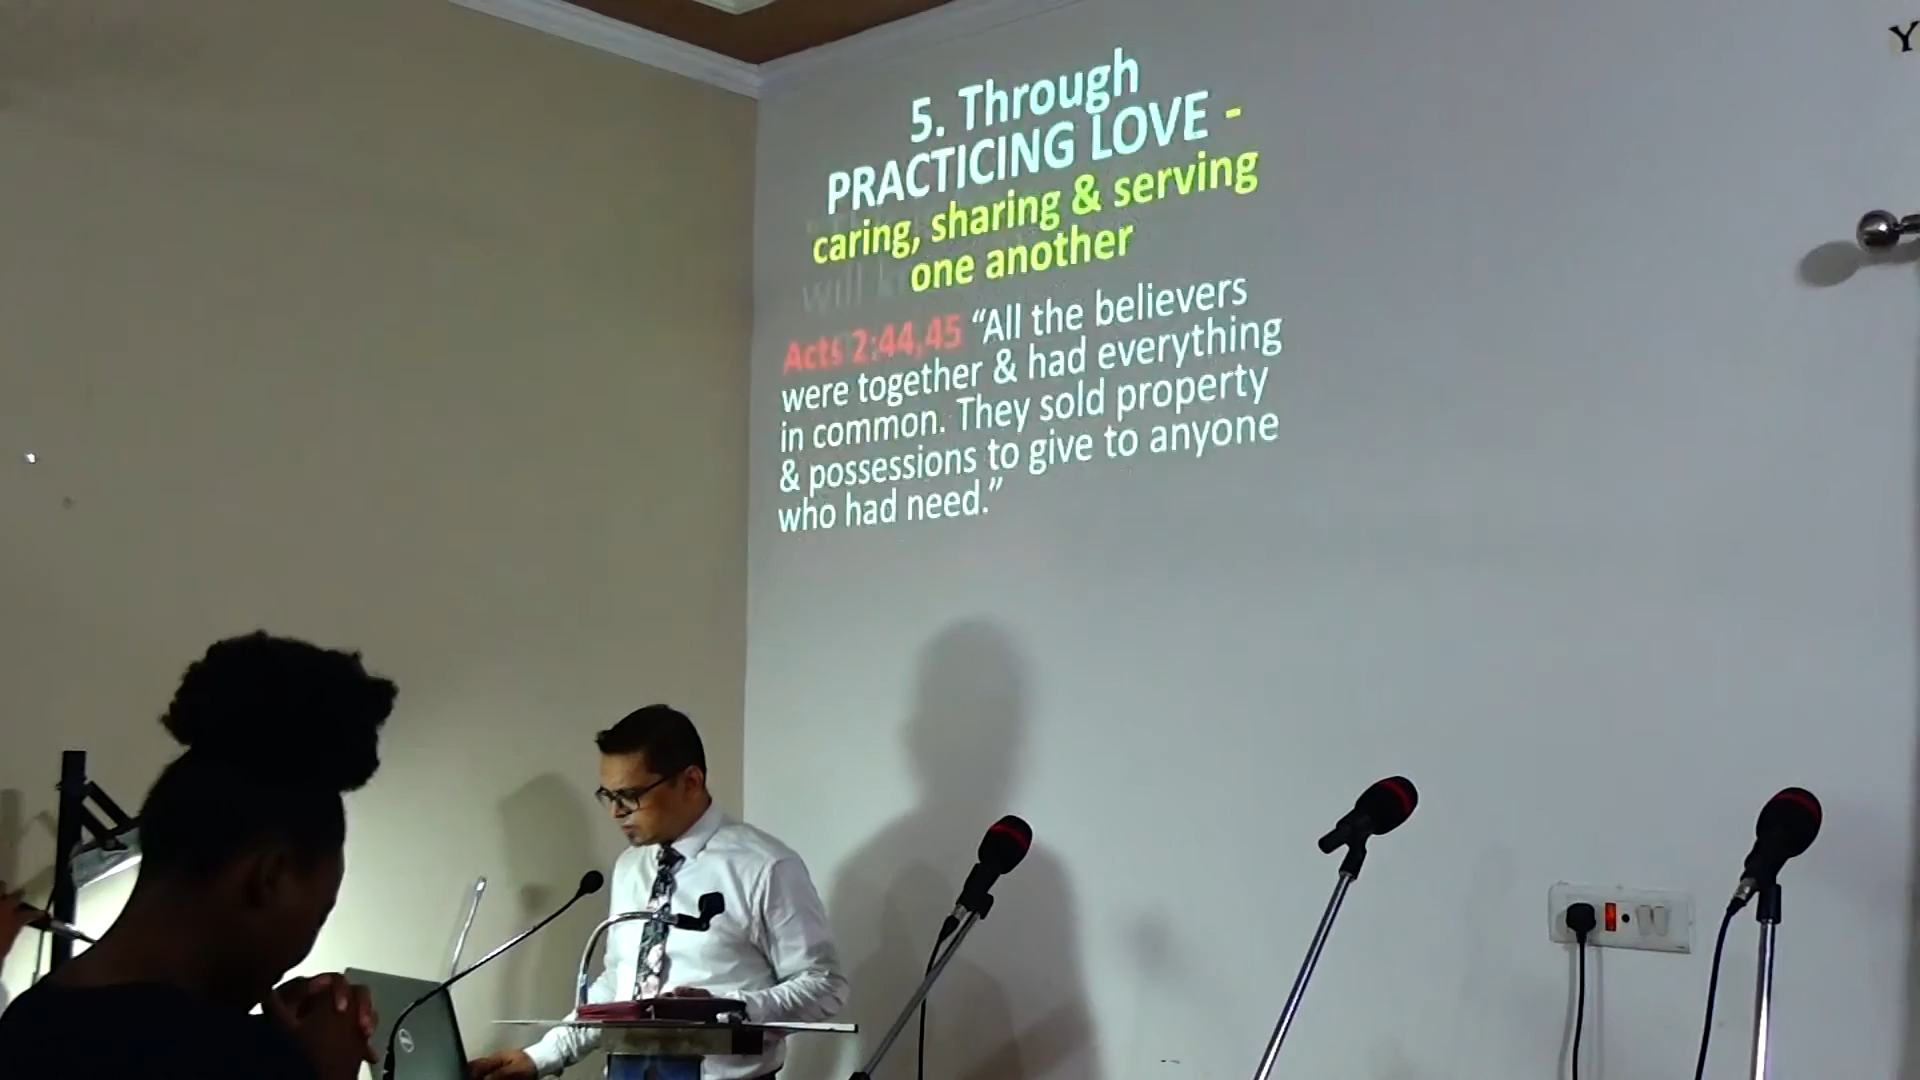 5. Through
PRACTICING LOVE -
caring, sharing & serving
one another
Acts 2:44,45 “All the believers
were together & had everything
in common. They sold property
& possessions to give to anyone
who had need.”
Y